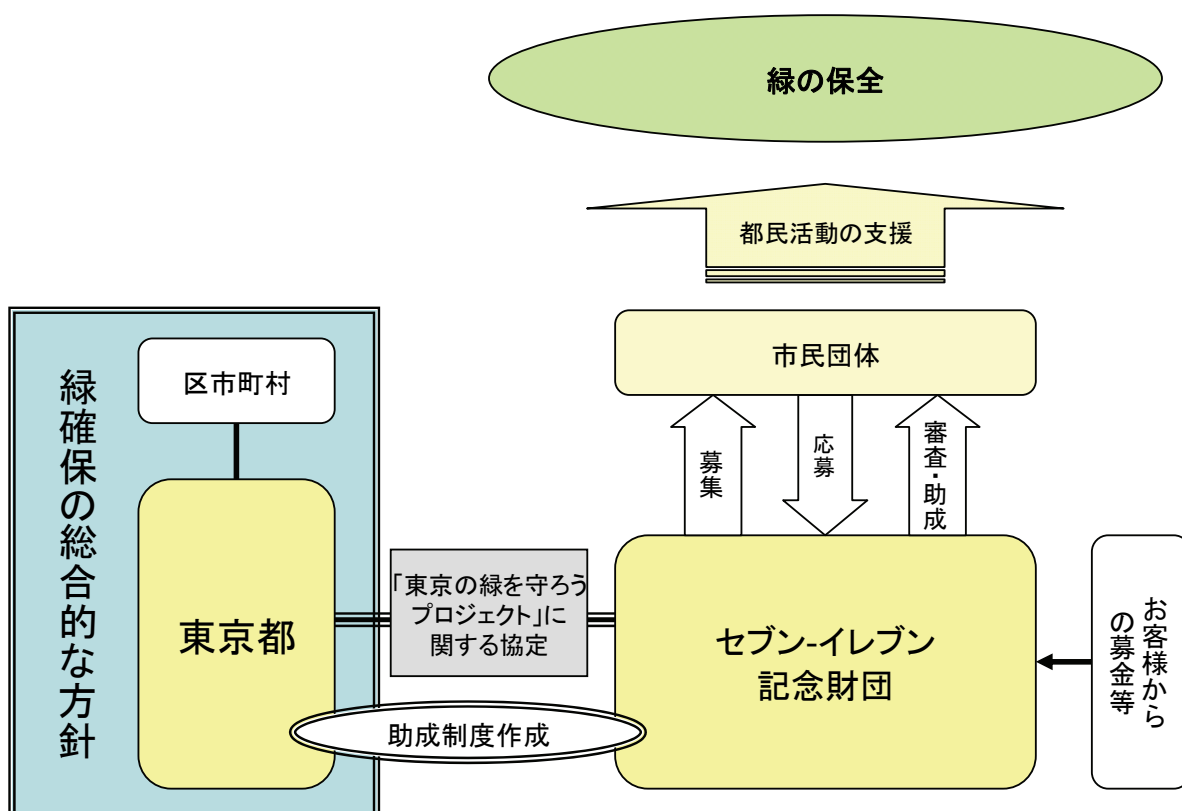 緑の保全
都民活動の支援
市民団体
募集
応募
審査・助成
緑確保の総合的な方針
区市町村
東京都
「東京の緑を守ろう
プロジェクト」に
関する協定
助成制度作成
セブン-イレブン
記念財団
お客様から
の募金等